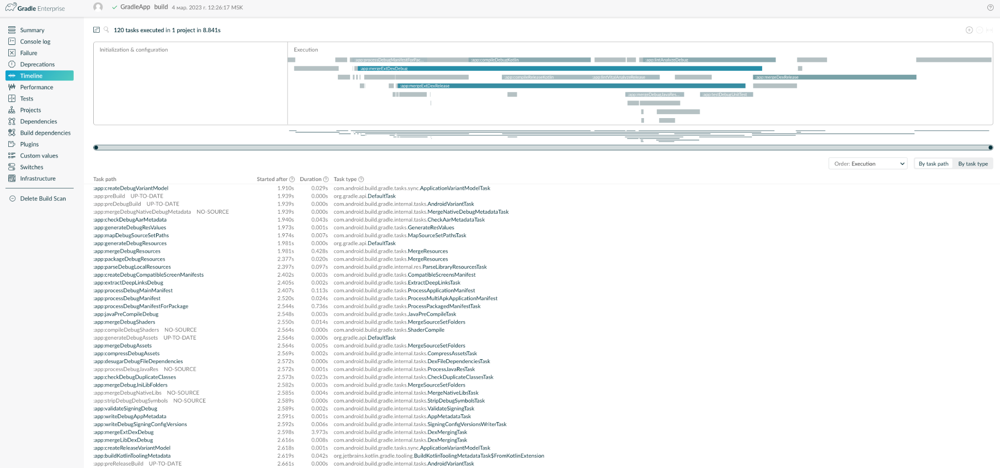 Gradle Enterprise
GradleApp build 4 мар. 2023 г. 12:26:17 MSK
Summary
Console log
Failure
Deprecations
Timeline
Performance
Tests
Projects
Dependencies
Build dependencies
Plugins
Custom values
Switches
Infrastructure
Delete Build Scan
120 tasks executed in 1 project in 8.841s
Initialization & configuration
Execution
:app:processDebugManifestForPac... :app:compileDebugKotlin :app:lintAnalyzeDebug
:app:mergeExtDexDebug
:app:compileReleaseKotlin :app:lintVitalAnalyzeRelease :app:mergeDexRelease
:app:mergeExtDexRelease
:app:mergeDebugJavaRes... :app:testDebugUnitTest
Order: Execution By task path By task type
Task path Started after Duration Task type
:app:createDebugVariantModel 1.910s 0.029s com.android.build.gradle.tasks.sync.ApplicationVariantModelTask
:app:preBuild UP-TO-DATE 1.939s 0.000s org.gradle.api.DefaultTask
:app:preDebugBuild UP-TO-DATE 1.939s 0.000s com.android.build.gradle.internal.tasks.AndroidVariantTask
:app:mergeDebugNativeDebugMetadata NO-SOURCE 1.939s 0.000s com.android.build.gradle.internal.tasks.MergeNativeDebugMetadataTask
:app:checkDebugAarMetadata 1.940s 0.043s com.android.build.gradle.internal.tasks.CheckAarMetadataTask
:app:generateDebugResValues 1.973s 0.001s com.android.build.gradle.tasks.GenerateResValues
:app:mapDebugSourceSetPaths 1.974s 0.007s com.android.build.gradle.tasks.MapSourceSetPathsTask
:app:generateDebugResources 1.981s 0.000s org.gradle.api.DefaultTask
:app:mergeDebugResources 1.981s 0.428s com.android.build.gradle.tasks.MergeResources
:app:packageDebugResources 2.377s 0.020s com.android.build.gradle.tasks.MergeResources
:app:parseDebugLocalResources 2.397s 0.097s com.android.build.gradle.internal.res.ParseLibraryResourcesTask
:app:createDebugCompatibleScreenManifests 2.402s 0.003s com.android.build.gradle.tasks.CompatibleScreensManifest
:app:extractDeepLinksDebug 2.405s 0.002s com.android.build.gradle.tasks.ExtractDeepLinksTask
:app:processDebugMainManifest 2.407s 0.113s com.android.build.gradle.tasks.ProcessApplicationManifest
:app:processDebugManifest 2.520s 0.024s com.android.build.gradle.tasks.ProcessMultiApkApplicationManifest
:app:processDebugManifestForPackage 2.544s 0.736s com.android.build.gradle.tasks.ProcessPackagedManifestTask
:app:javaPreCompileDebug 2.548s 0.003s com.android.build.gradle.tasks.JavaPreCompileTask
:app:mergeDebugShaders 2.550s 0.014s com.android.build.gradle.tasks.MergeSourceSetFolders
:app:compileDebugShaders NO-SOURCE 2.564s 0.000s com.android.build.gradle.tasks.ShaderCompile
:app:generateDebugAssets UP-TO-DATE 2.564s 0.000s org.gradle.api.DefaultTask
:app:mergeDebugAssets 2.564s 0.005s com.android.build.gradle.tasks.MergeSourceSetFolders
:app:compressDebugAssets 2.569s 0.002s com.android.build.gradle.internal.tasks.CompressAssetsTask
:app:desugarDebugFileDependencies 2.572s 0.000s com.android.build.gradle.internal.tasks.DexFileDependenciesTask
:app:processDebugJavaRes NO-SOURCE 2.572s 0.001s com.android.build.gradle.internal.tasks.ProcessJavaResTask
:app:checkDebugDuplicateClasses 2.573s 0.023s com.android.build.gradle.internal.tasks.CheckDuplicateClassesTask
:app:mergeDebugJniLibFolders 2.582s 0.003s com.android.build.gradle.tasks.MergeSourceSetFolders
:app:mergeDebugNativeLibs NO-SOURCE 2.585s 0.004s com.android.build.gradle.internal.tasks.MergeNativeLibsTask
:app:stripDebugDebugSymbols NO-SOURCE 2.589s 0.000s com.android.build.gradle.internal.tasks.StripDebugSymbolsTask
:app:validateSigningDebug 2.589s 0.002s com.android.build.gradle.internal.tasks.ValidateSigningTask
:app:writeDebugAppMetadata 2.591s 0.001s com.android.build.gradle.internal.tasks.AppMetadataTask
:app:writeDebugSigningConfigVersions 2.592s 0.006s com.android.build.gradle.internal.tasks.SigningConfigVersionsWriterTask
:app:mergeExtDexDebug 2.598s 3.973s com.android.build.gradle.internal.tasks.DexMergingTask
:app:mergeLibDexDebug 2.616s 0.008s com.android.build.gradle.internal.tasks.DexMergingTask
:app:createReleaseVariantModel 2.618s 0.001s com.android.build.gradle.tasks.sync.ApplicationVariantModelTask
:app:buildKotlinToolingMetadata 2.619s 0.042s org.jetbrains.kotlin.gradle.tooling.BuildKotlinToolingMetadataTask$FromKotlinExtension
:app:preReleaseBuild UP-TO-DATE 2.661s 0.000s com.android.build.gradle.internal.tasks.AndroidVariantTask